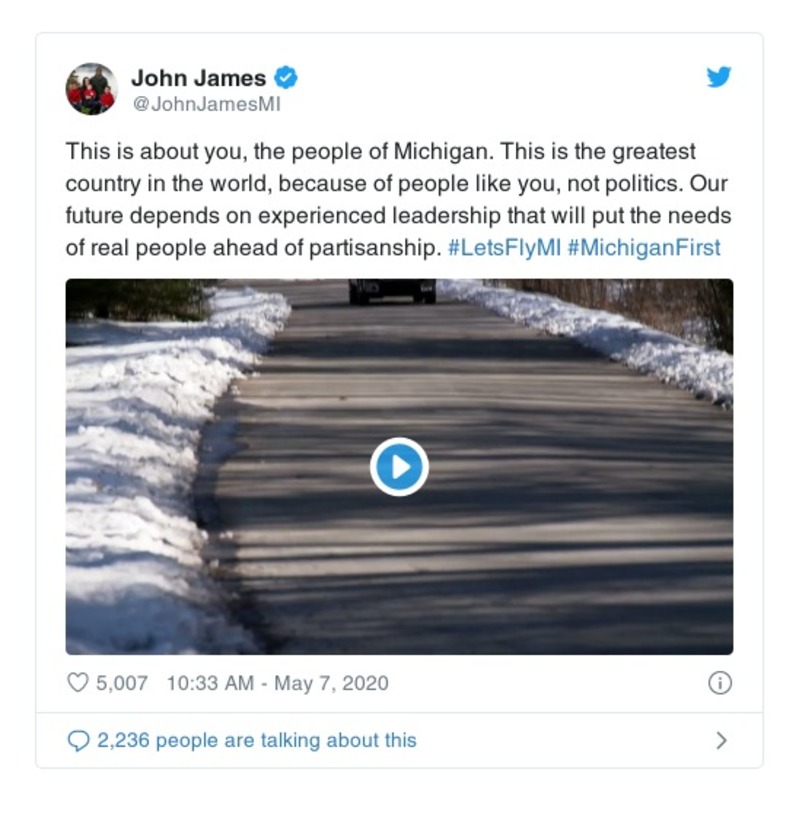 John James
@JohnJamesMI
This is about you, the people of Michigan. This is the greatest
country in the world, because of people like you, not politics. Our
future depends on experienced leadership that will put the needs
of real people ahead of partisanship. #LetsFlyMI #MichiganFirst
5,007 10:33 AM - May 7, 2020
2,236 people are talking about this